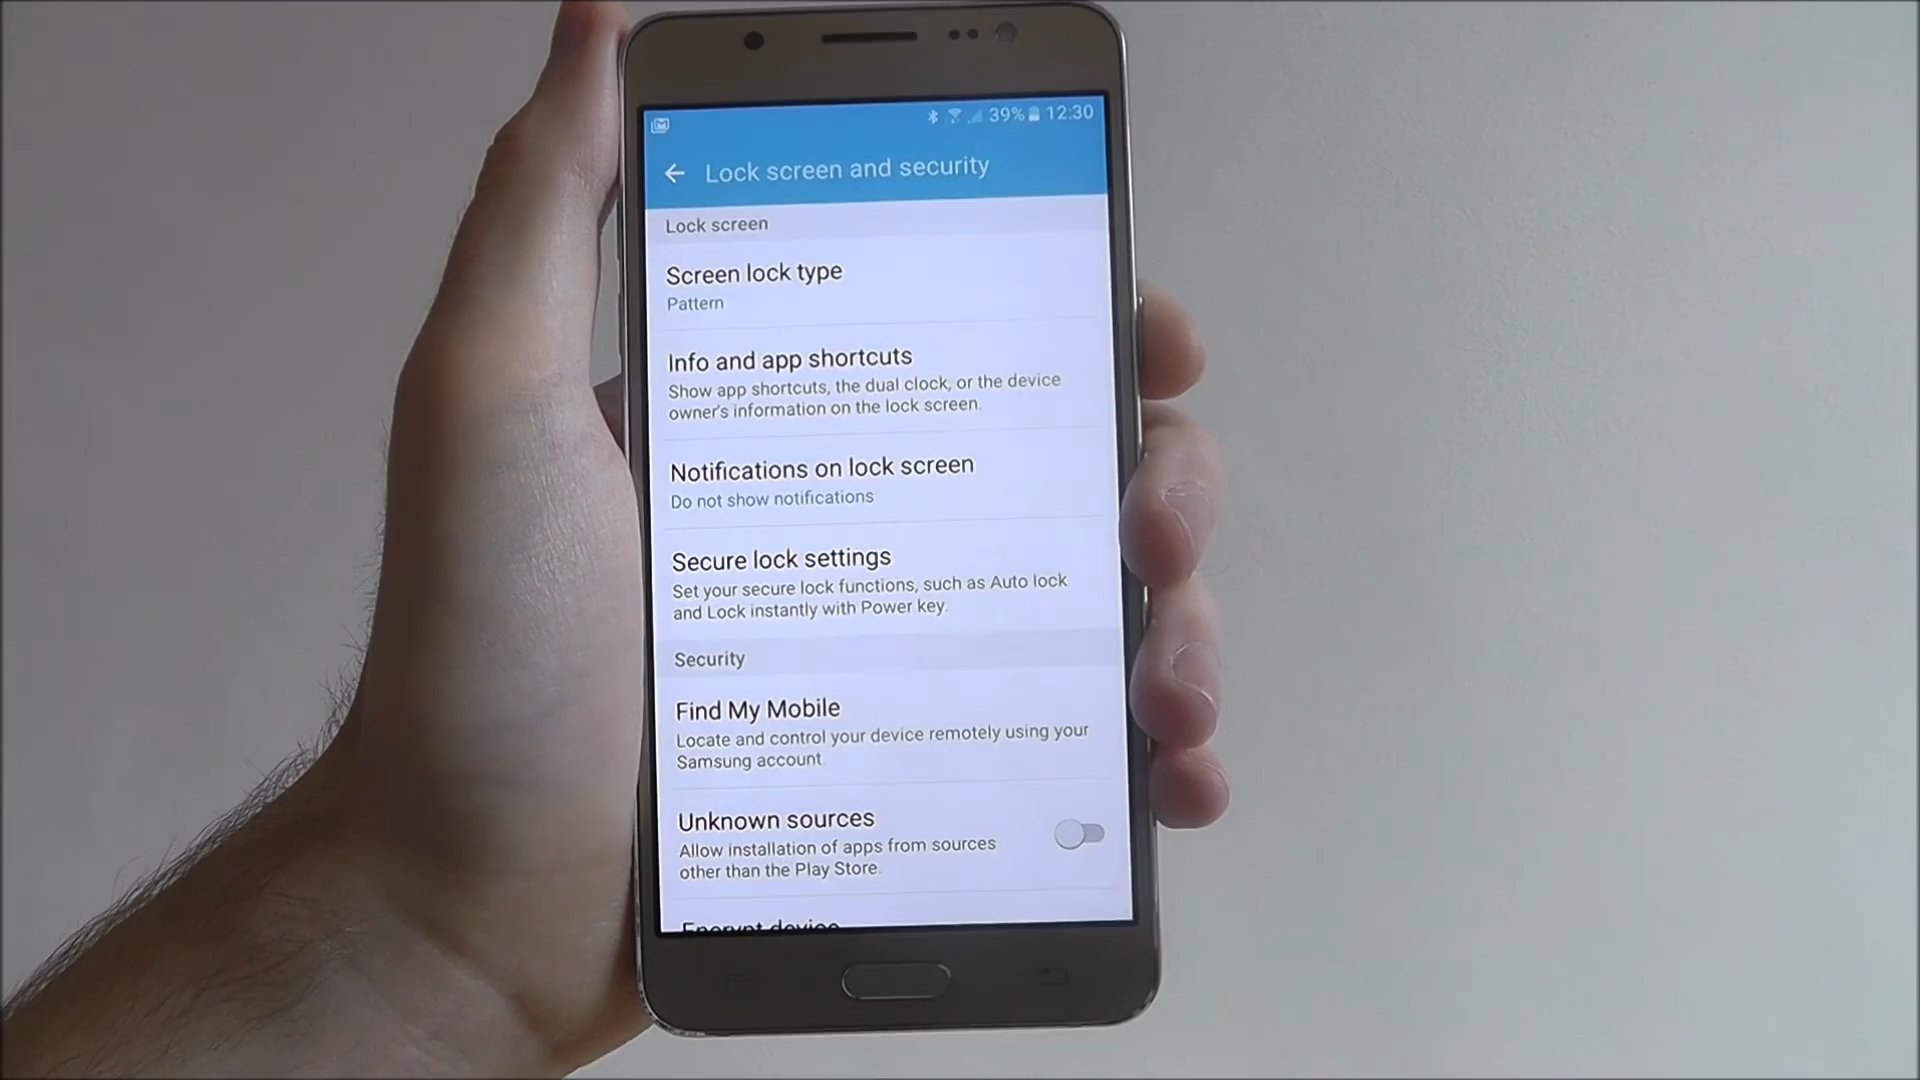 39% 12:30
Lock screen and security
Lock screen
Screen lock type
Pattern
Info and app shortcuts
Show app shortcuts, the dual clock, or the device
owner's information on the lock screen.
Notifications on lock screen
Do not show notifications
Secure lock settings
Set your secure lock functions, such as Auto lock
and Lock instantly with Power key.
Security
Find My Mobile
Locate and control your device remotely using your
Samsung account.
Unknown sources
Allow installation of apps from sources
other than the Play Store.
Encrypt device